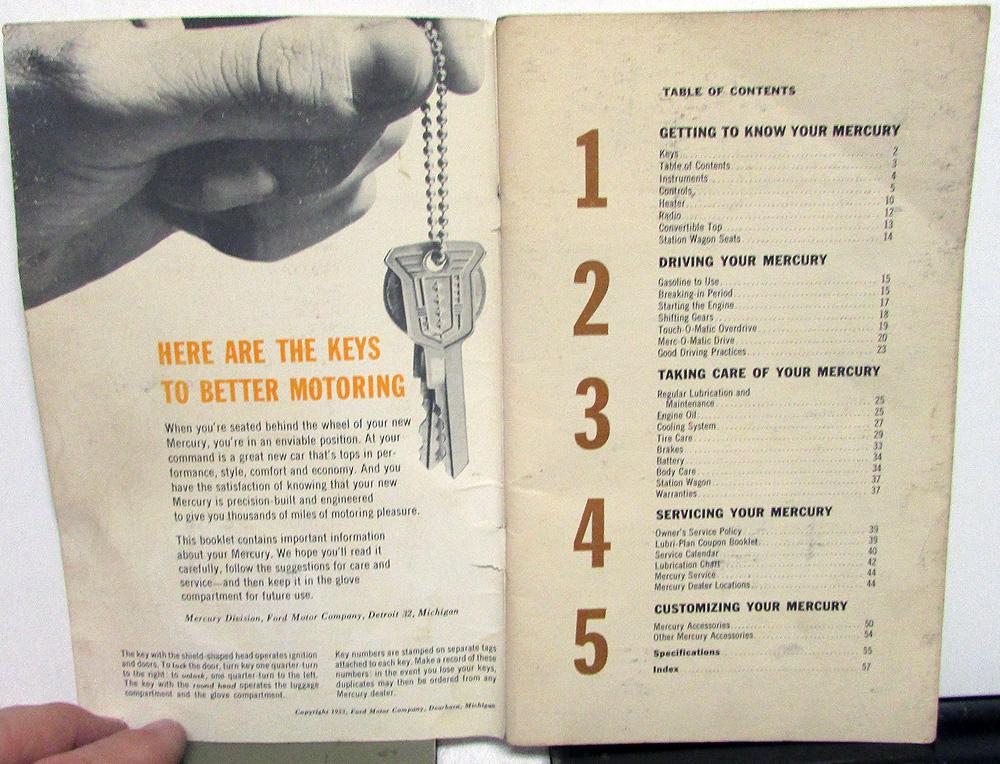 HERE ARE THE KEYS
TO BETTER MOTORING
When you're seated behind the wheel of your new
Mercury, you're in an enviable position. At your
command is a great new car that's tops in per-
formance, style, comfort and economy. And you
have the satisfaction of knowing that your new
Mercury is precision-built and engineered
to give you thousands of miles of motoring pleasure.
This booklet contains important information
about your Mercury. We hope you'll read it
carefully, follow the suggestions for care and
service—and then keep it in the glove
compartment for future use.
Mercury Division, Ford Motor Company, Detroit 32, Michigan
The key with the shield-shaped head operates ignition
and doors. To lock the door, turn key one quarter-turn
to the right; to unlock, one quarter-turn to the left.
The key with the round head operates the luggage
compartment and the glove compartment.
Key numbers are stamped on separate tags
attached to each key. Make a record of these
numbers: in the event you lose your keys,
duplicates may then be ordered from any
Mercury dealer.
Copyright 1953, Ford Motor Company, Dearborn, Michigan
TABLE OF CONTENTS
1
GETTING TO KNOW YOUR MERCURY
Keys 2
Table of Contents 3
Instruments 4
Controls 5
Heater 10
Radio 12
Convertible Top 13
Station Wagon Seats 14
2
DRIVING YOUR MERCURY
Gasoline to Use 15
Breaking-in Period 15
Starting the Engine 17
Shifting Gears 18
Touch-O-Matic Overdrive 19
Merc-O-Matic Drive 20
Good Driving Practices 23
3
TAKING CARE OF YOUR MERCURY
Regular Lubrication and
Maintenance 25
Engine Oil 25
Cooling System 27
Tire Care 29
Brakes 33
Battery 34
Body Care 34
Station Wagon 37
Warranties 37
4
SERVICING YOUR MERCURY
Owner's Service Policy 39
Lubri-Plan Coupon Booklet 39
Service Calendar 40
Lubrication Chart 42
Mercury Service 44
Mercury Dealer Locations 44
5
CUSTOMIZING YOUR MERCURY
Mercury Accessories 50
Other Mercury Accessories 54
Specifications 55
Index 57